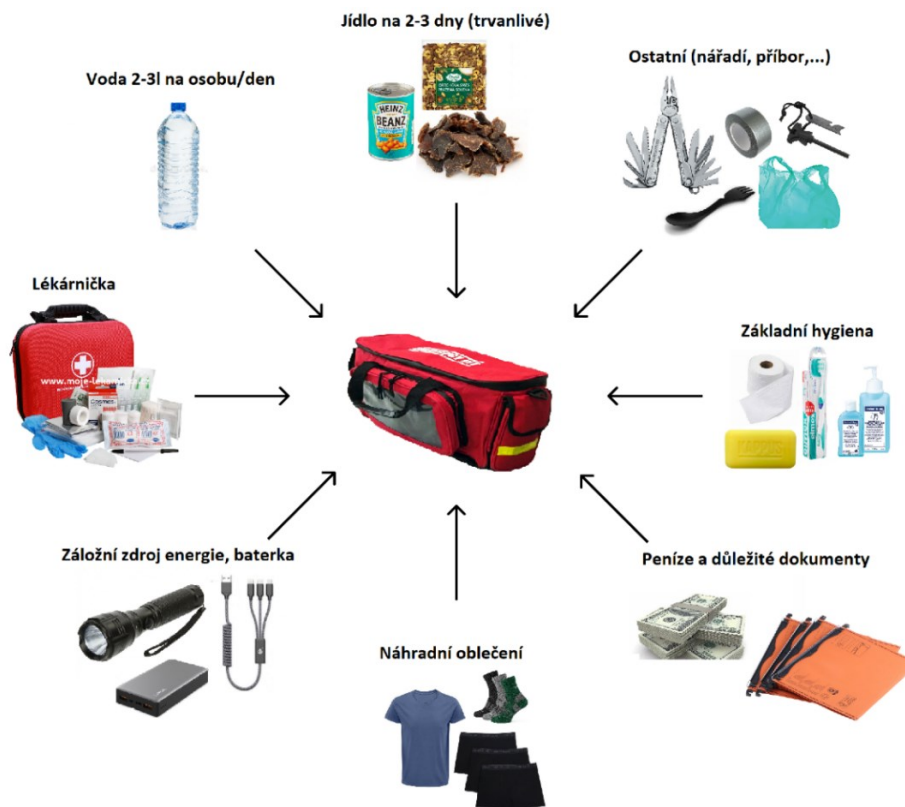 Jídlo na 2-3 dny (trvanlivé)
Voda 2-3l na osobu/den
Ostatní (nářadí, příbor,...)
HEINZ
BEANZ
Lékárnička
Základní hygiena
Záložní zdroj energie, baterka
Peníze a důležité dokumenty
Náhradní oblečení